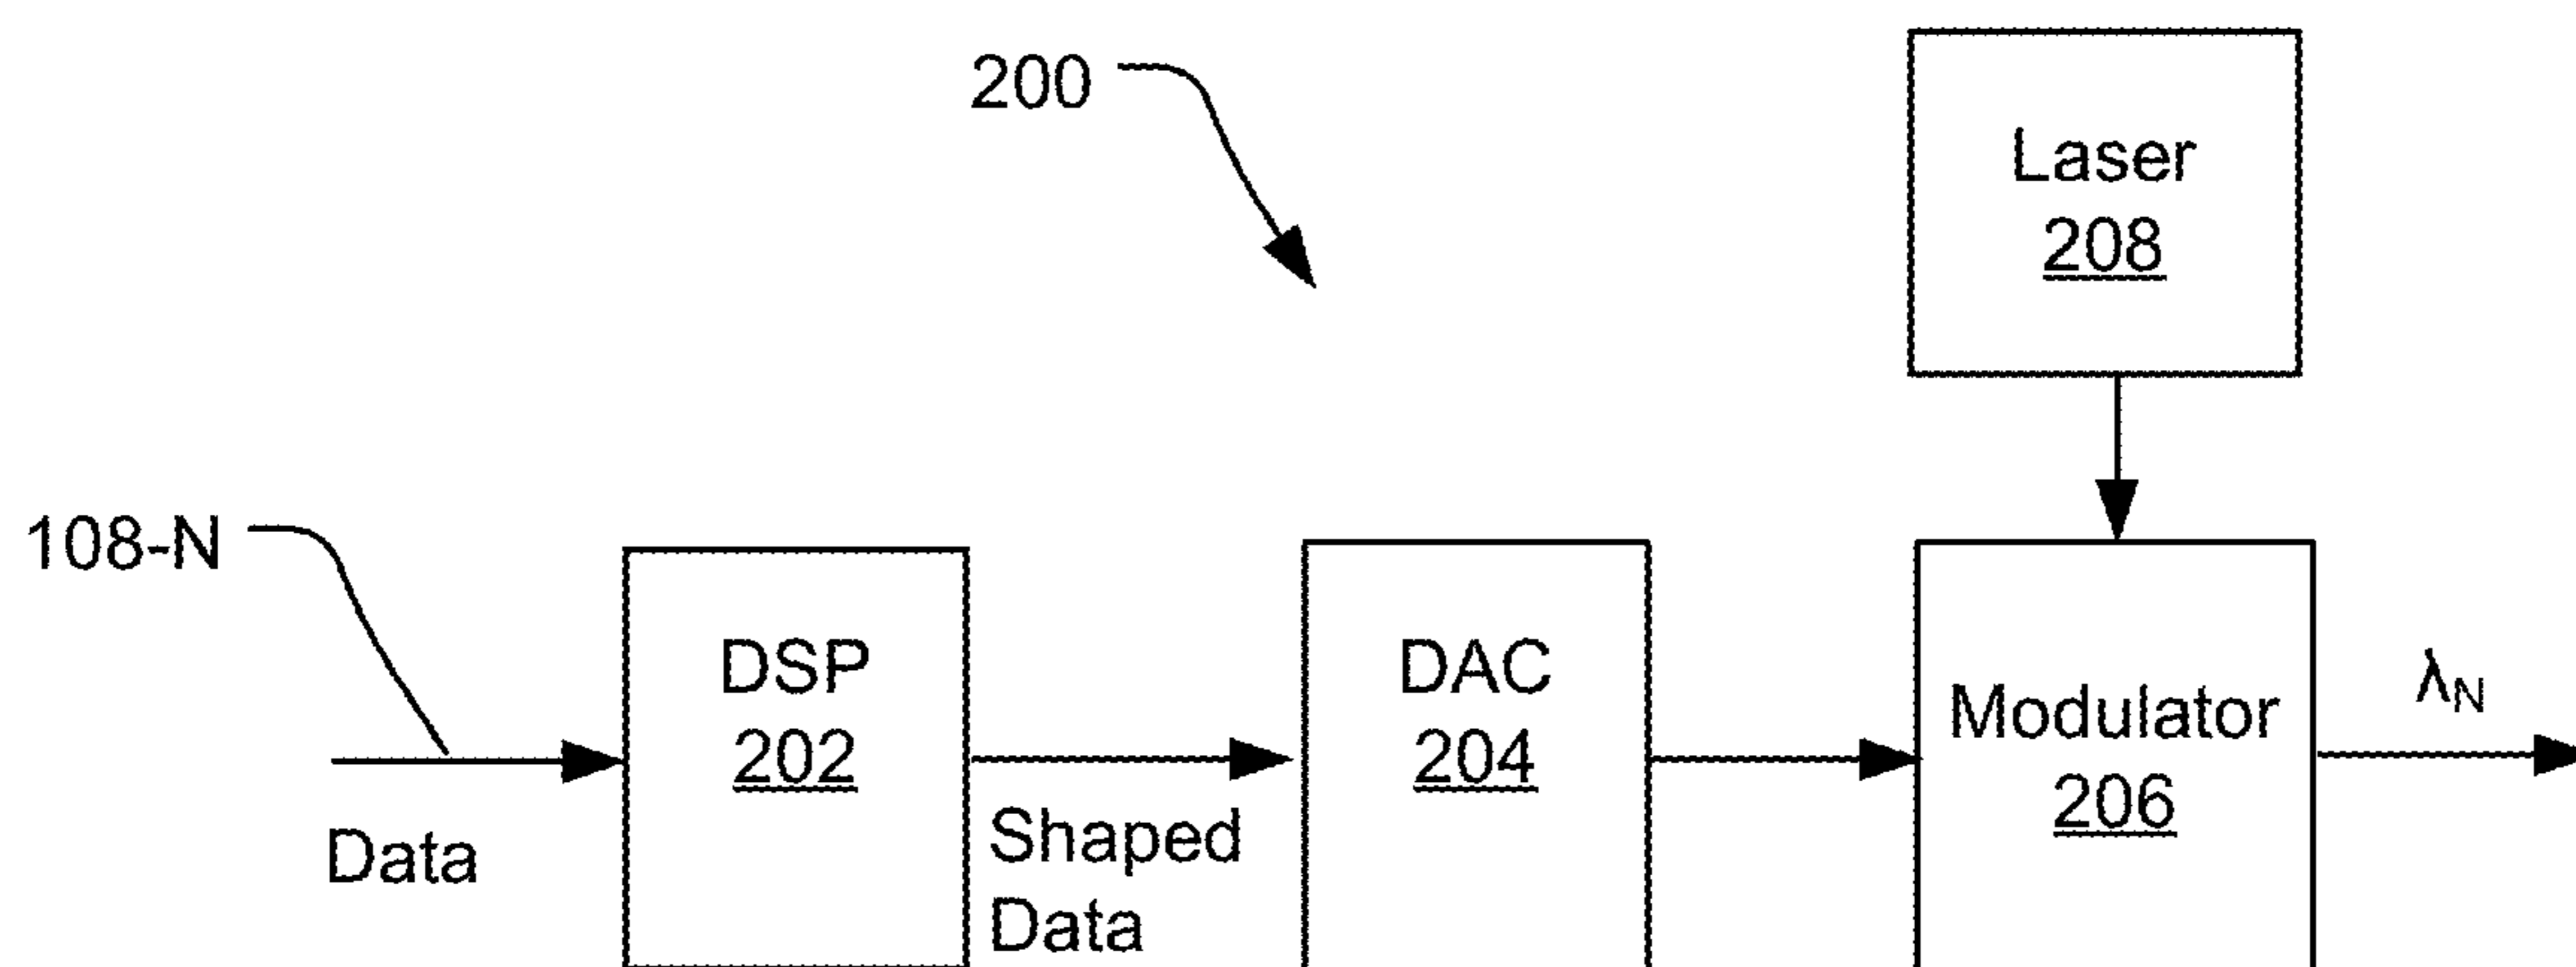 200
Laser
208
108-N
DSP
202
DAC
204
Modulator
206
λN
Data
Shaped
Data